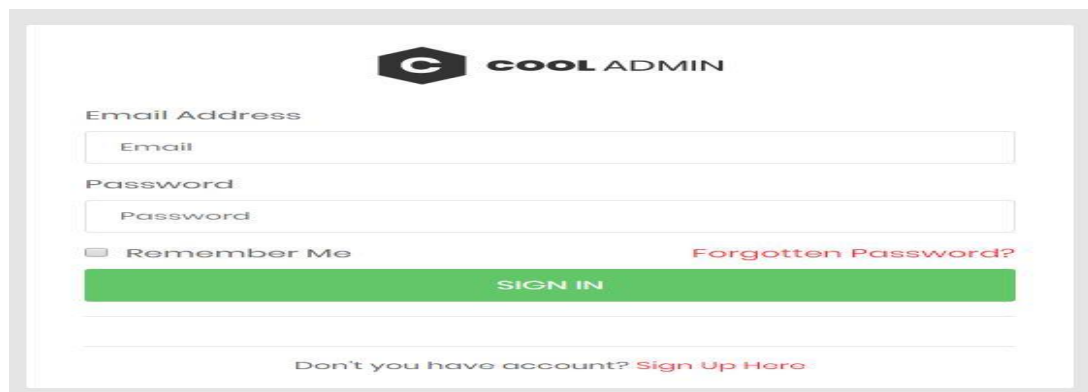 C COOL ADMIN
Email Address
Email
Password
Password
Remember Me Forgotten Password?
SIGN IN
Don't you have account? Sign Up Here